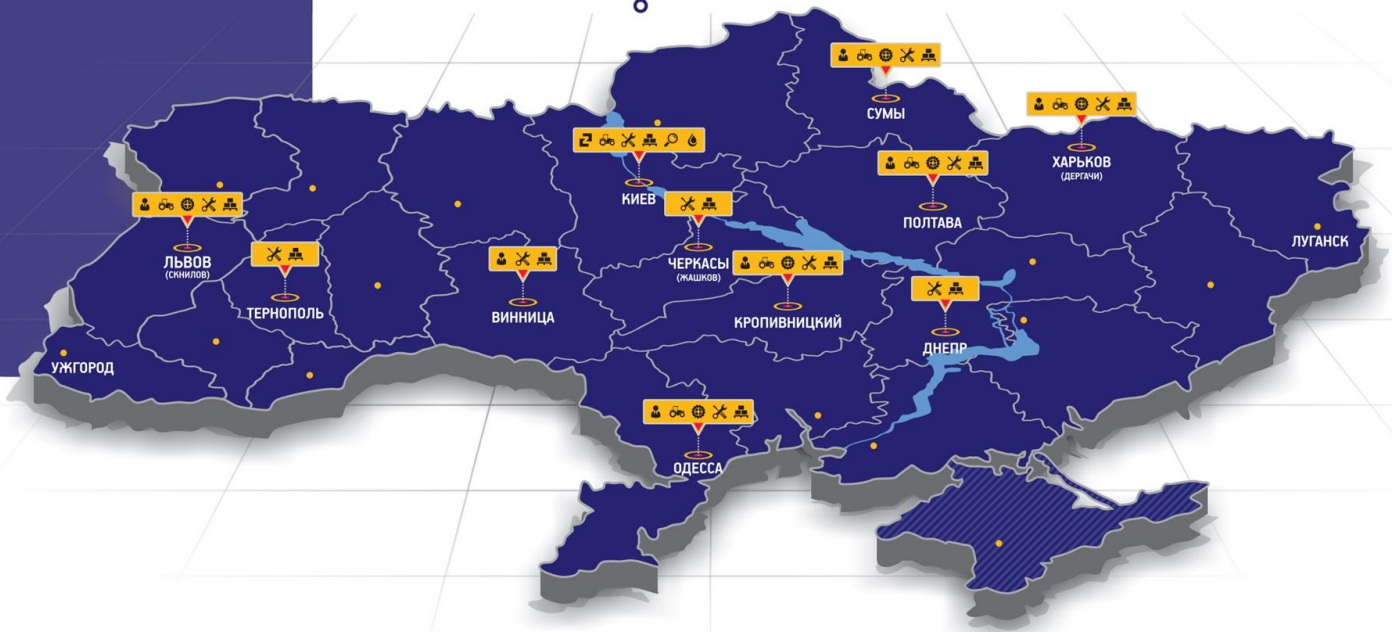 СУМЫ
ХАРЬКОВ
(ДЕРГАЧИ)
КИЕВ
ПОЛТАВА
ЛУГАНСК
ЛЬВОВ
(СКНИЛОВ)
ЧЕРКАСЫ
(ЖАШКОВ)
ТЕРНОПОЛЬ
ВИННИЦА
КРОПИВНИЦКИЙ
ДНЕПР
УЖГОРОД
ОДЕССА